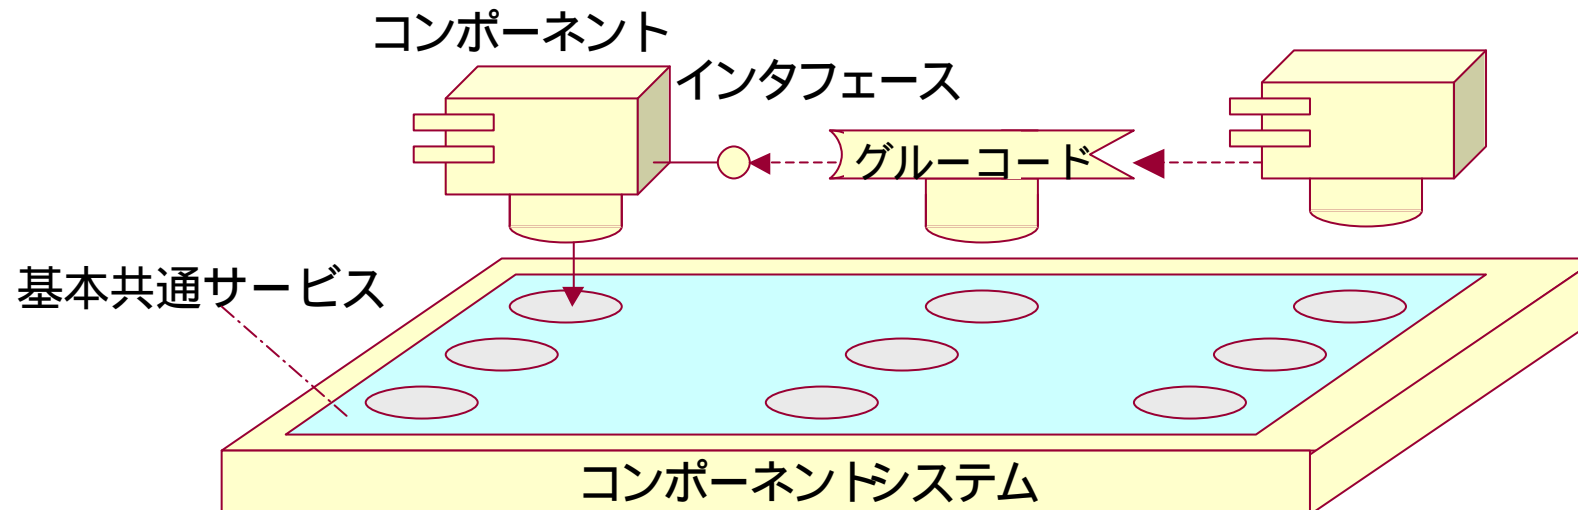 コンポーネント
インタフェース
グルーコード
基本共通サービス
コンポーネントシステム